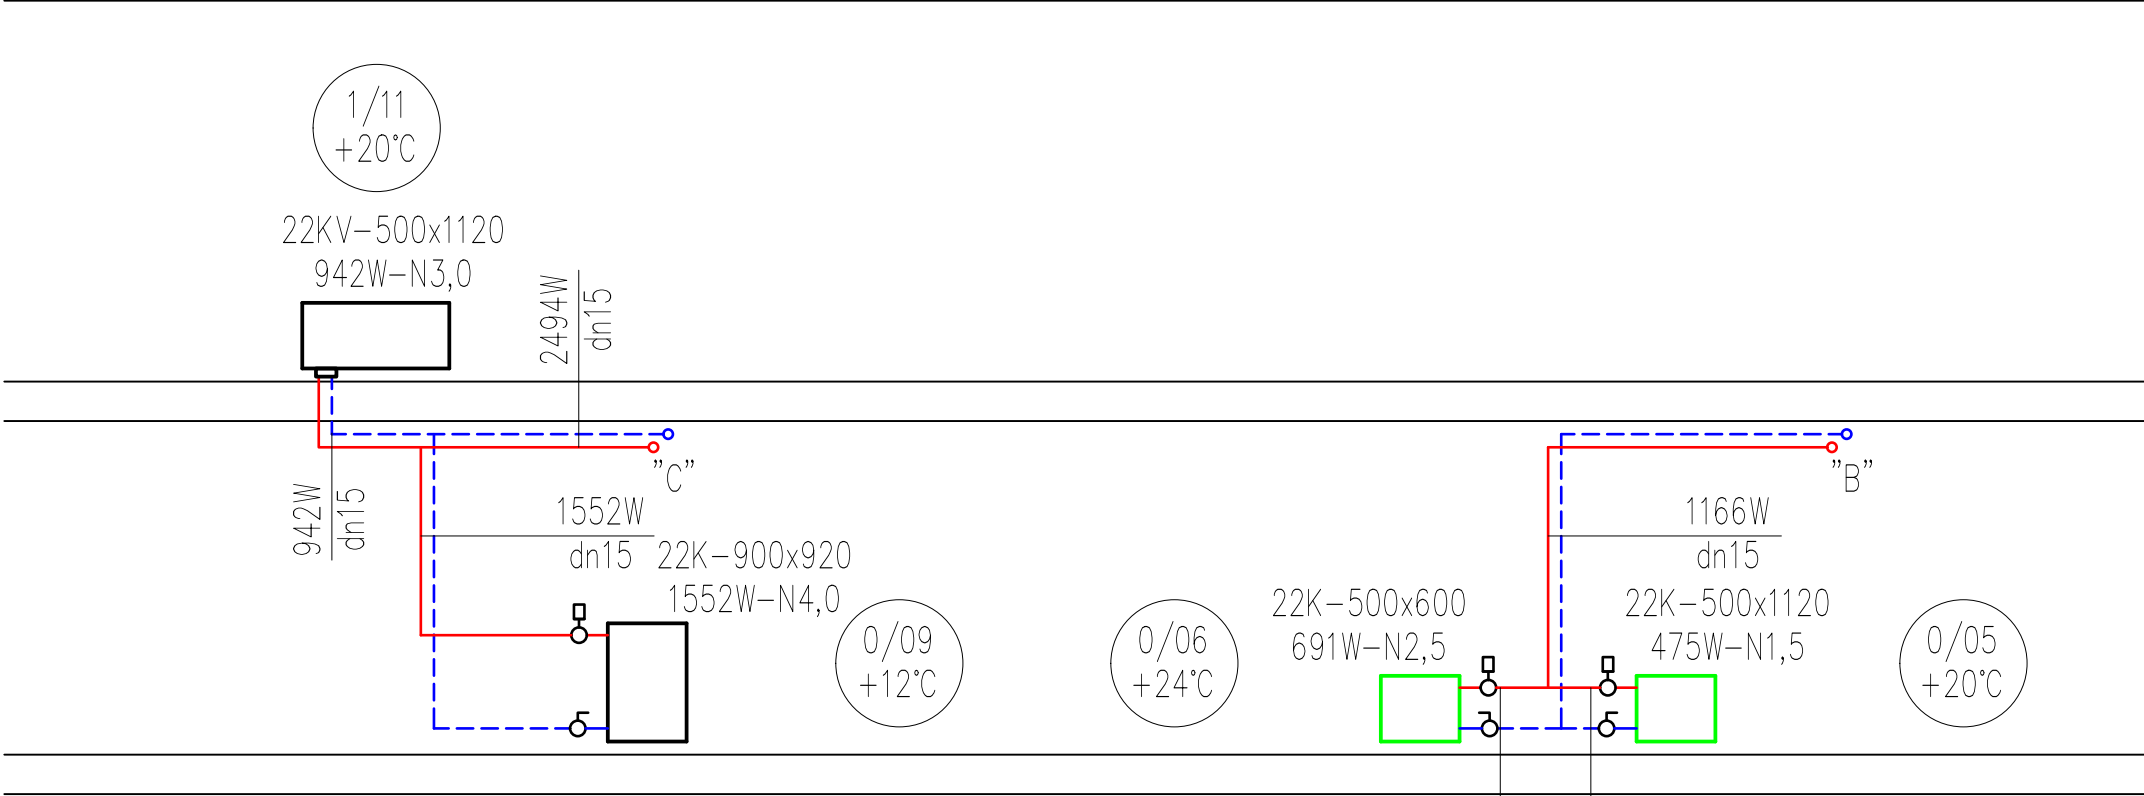 1/11
+20°C
22KV-500x1120
942W-N3,0
2494W
dn15
"C"
"B"
942W
dn15
1552W
dn15
22K-900x920
1552W-N4,0
0/09
+12°C
0/06
+24°C
22K-500x600
691W-N2,5
1166W
dn15
22K-500x1120
475W-N1,5
0/05
+20°C